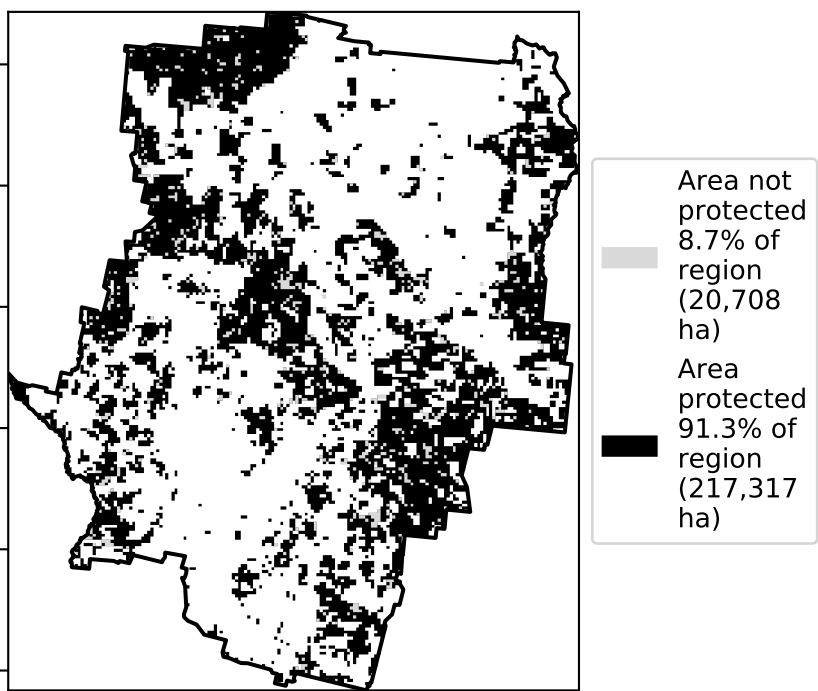 Area not
protected
8.7% of
region
(20,708
ha)
Area
protected
91.3% of
region
(217,317
ha)